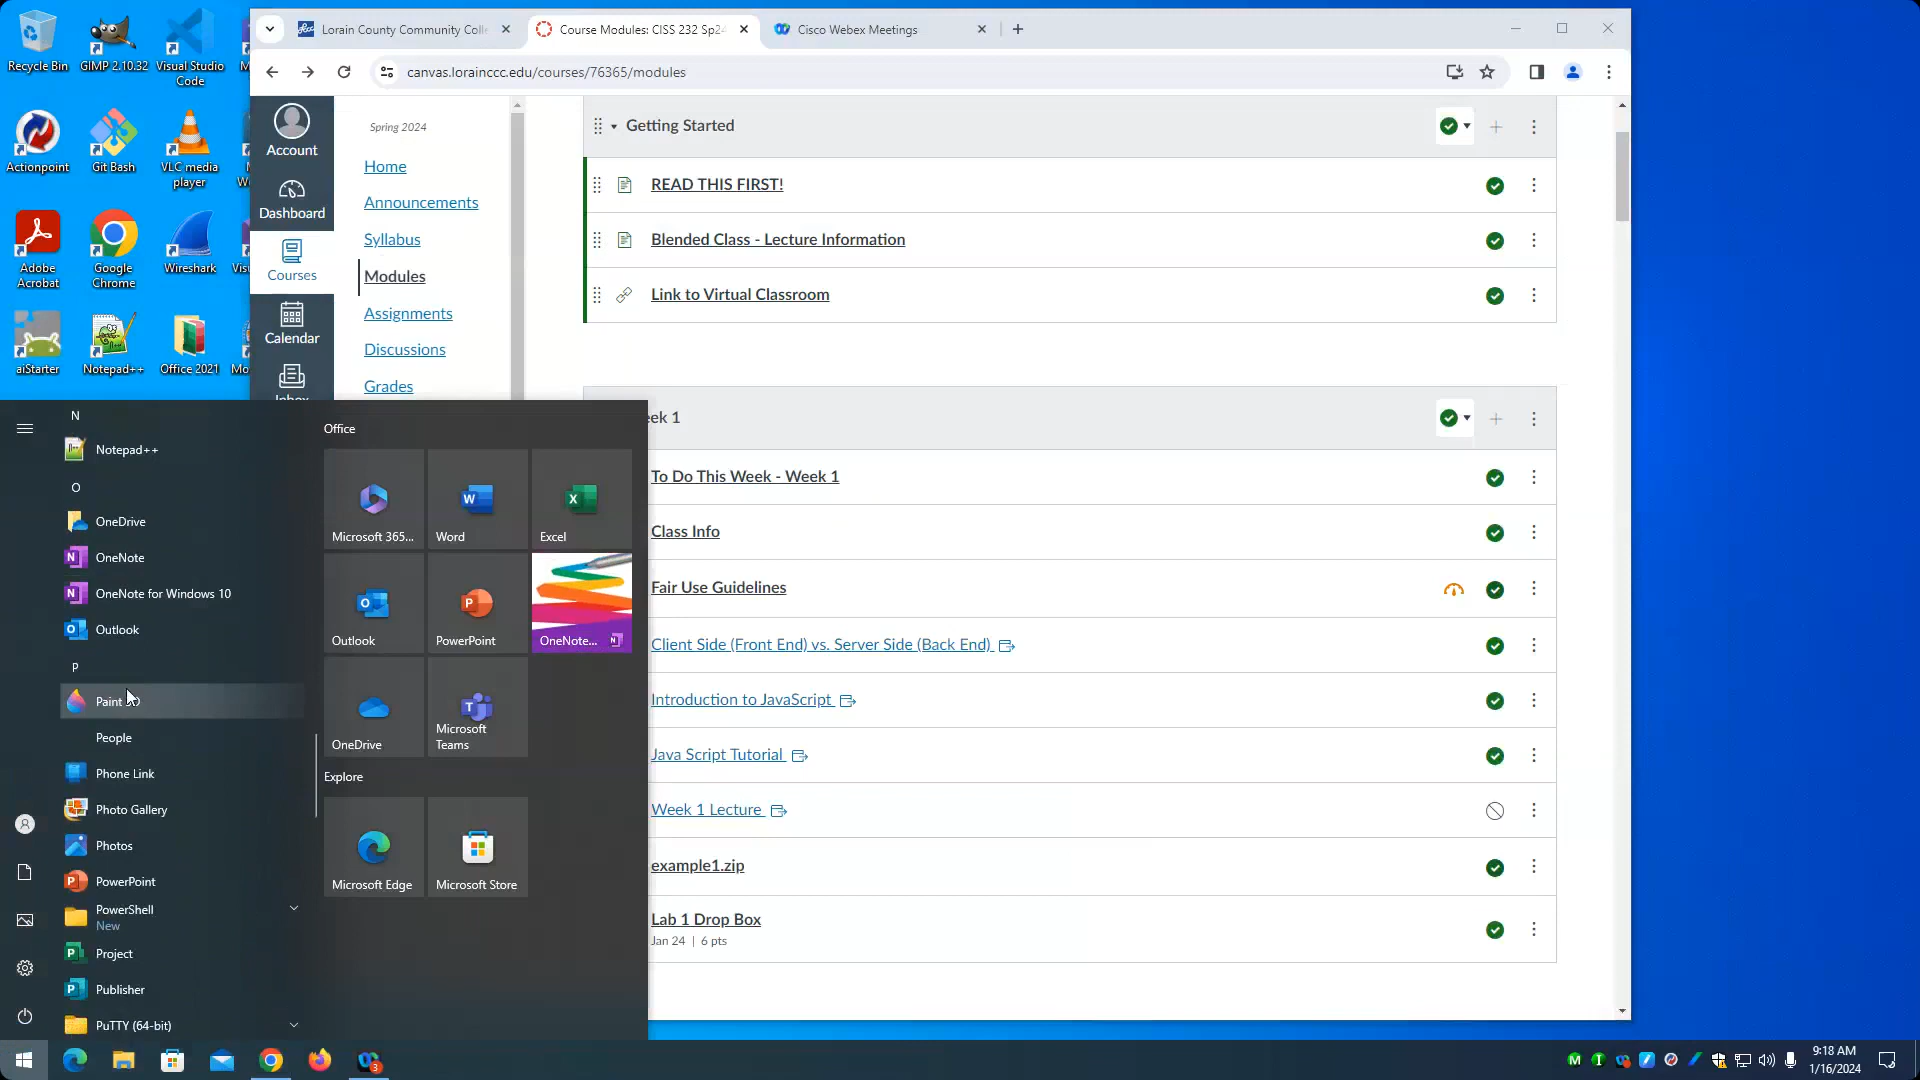 Recycle Bin
GIMP 2.10.32
Visual Studio
Code
Actionpoint
Git Bash
VLC media
player
Adobe
Acrobat
Google
Chrome
Wireshark
aiStarter
Notepad++
Office 2021
Lorain County Community Coll
Course Modules: CISS 232 Sp24
Cisco Webex Meetings
canvas.lorainccc.edu/courses/76365/modules
Account
Dashboard
Courses
Calendar
Inbox
Spring 2024
Home
Announcements
Syllabus
Modules
Assignments
Discussions
Grades
Getting Started
READ THIS FIRST!
Blended Class - Lecture Information
Link to Virtual Classroom
eek 1
To Do This Week - Week 1
Class Info
Fair Use Guidelines
Client Side (Front End) vs. Server Side (Back End)
Introduction to JavaScript
Java Script Tutorial
Week 1 Lecture
example1.zip
Lab 1 Drop Box
Jan 24 | 6 pts
N
Notepad++
O
OneDrive
OneNote
OneNote for Windows 10
Outlook
P
Paint
People
Phone Link
Photo Gallery
Photos
PowerPoint
PowerShell
New
Project
Publisher
PuTTY (64-bit)
Office
Microsoft 365...
Word
Excel
Outlook
PowerPoint
OneNote...
OneDrive
Microsoft
Teams
Explore
Microsoft Edge
Microsoft Store
9:18 AM
1/16/2024